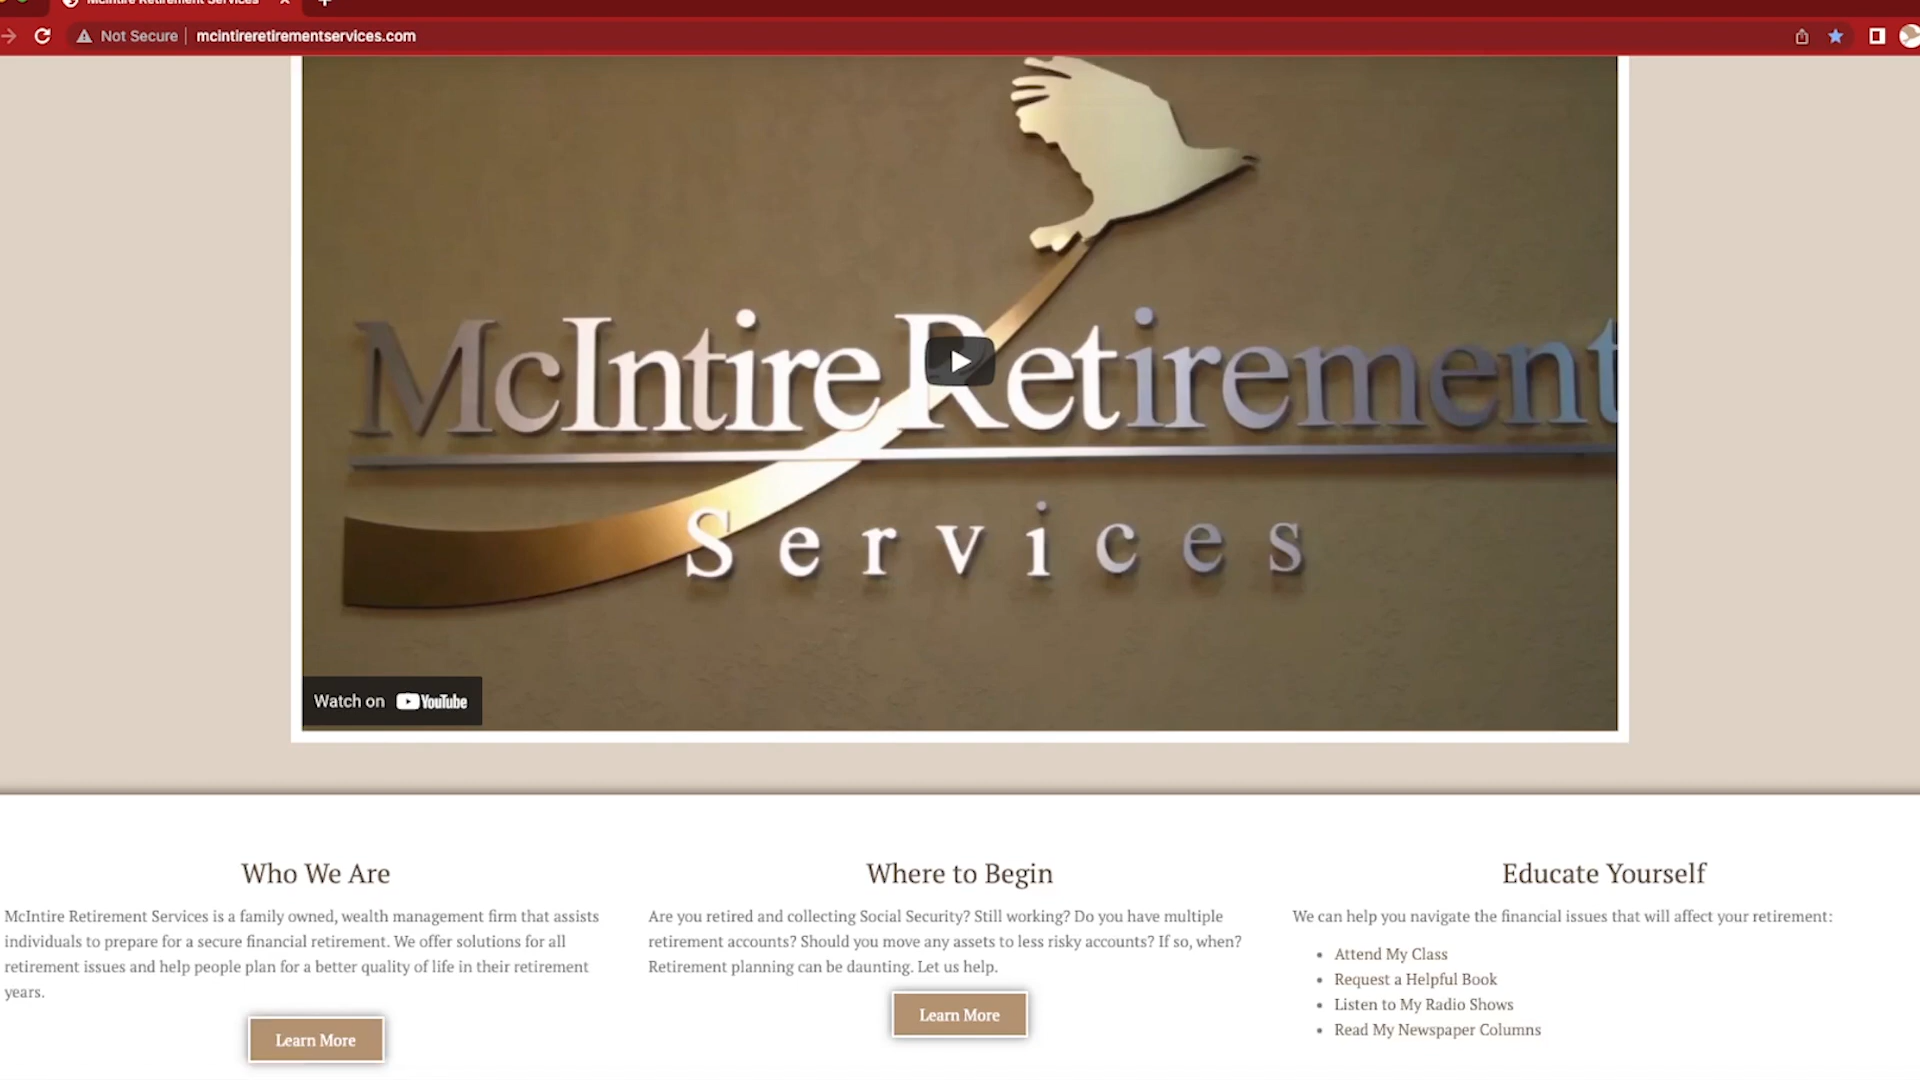 McIntire Retirement Services
Not Secure
mcintireretirementservices.com
McIntire Retirement
Services
Watch on YouTube
Who We Are
McIntire Retirement Services is a family owned, wealth management firm that assists
individuals to prepare for a secure financial retirement. We offer solutions for all
retirement issues and help people plan for a better quality of life in their retirement
years.
Learn More
Where to Begin
Are you retired and collecting Social Security? Still working? Do you have multiple
retirement accounts? Should you move any assets to less risky accounts? If so, when?
Retirement planning can be daunting. Let us help.
Learn More
Educate Yourself
We can help you navigate the financial issues that will affect your retirement:
• Attend My Class
• Request a Helpful Book
• Listen to My Radio Shows
• Read My Newspaper Columns